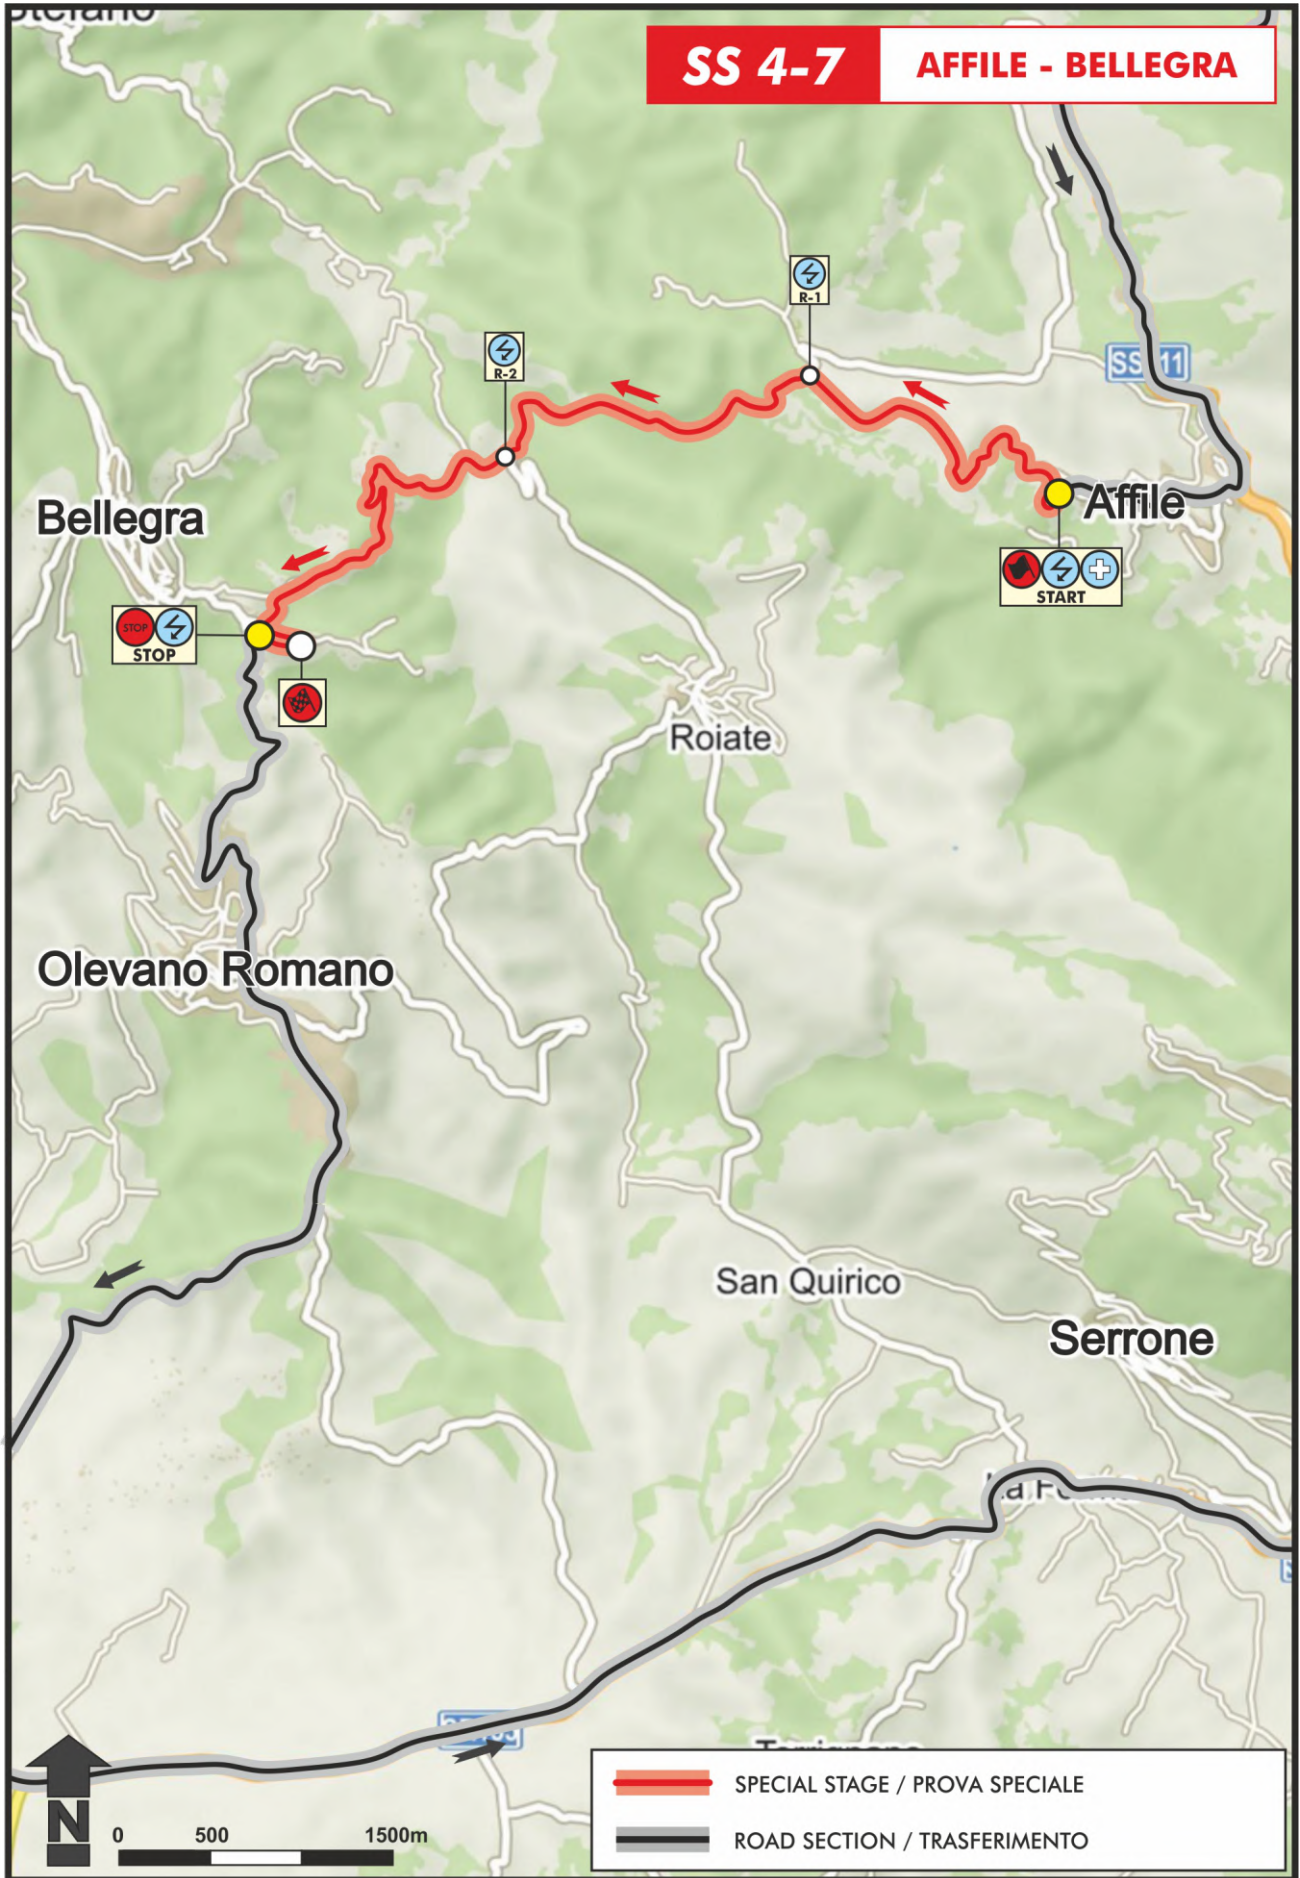 SS 4-7
AFFILE - BELLEGRA
R-1
R-2
SS 11
Bellegra
Affile
START
STOP
STOP
Roiate
Olevano Romano
San Quirico
Serrone
SPECIAL STAGE / PROVA SPECIALE
ROAD SECTION / TRASFERIMENTO
N
0 500 1500m